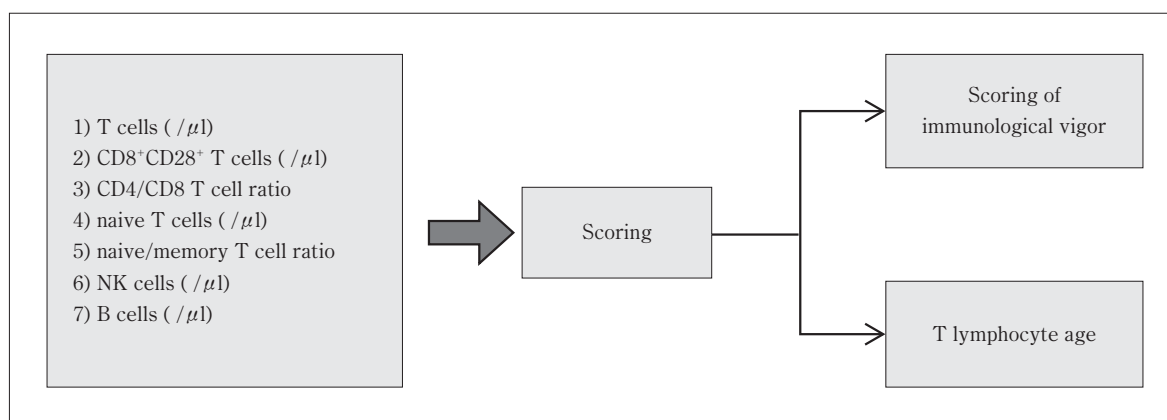 1) T cells ( /μl)
2) CD8⁺CD28⁺ T cells ( /μl)
3) CD4/CD8 T cell ratio
4) naive T cells ( /μl)
5) naive/memory T cell ratio
6) NK cells ( /μl)
7) B cells ( /μl)
Scoring
Scoring of
immunological vigor
T lymphocyte age